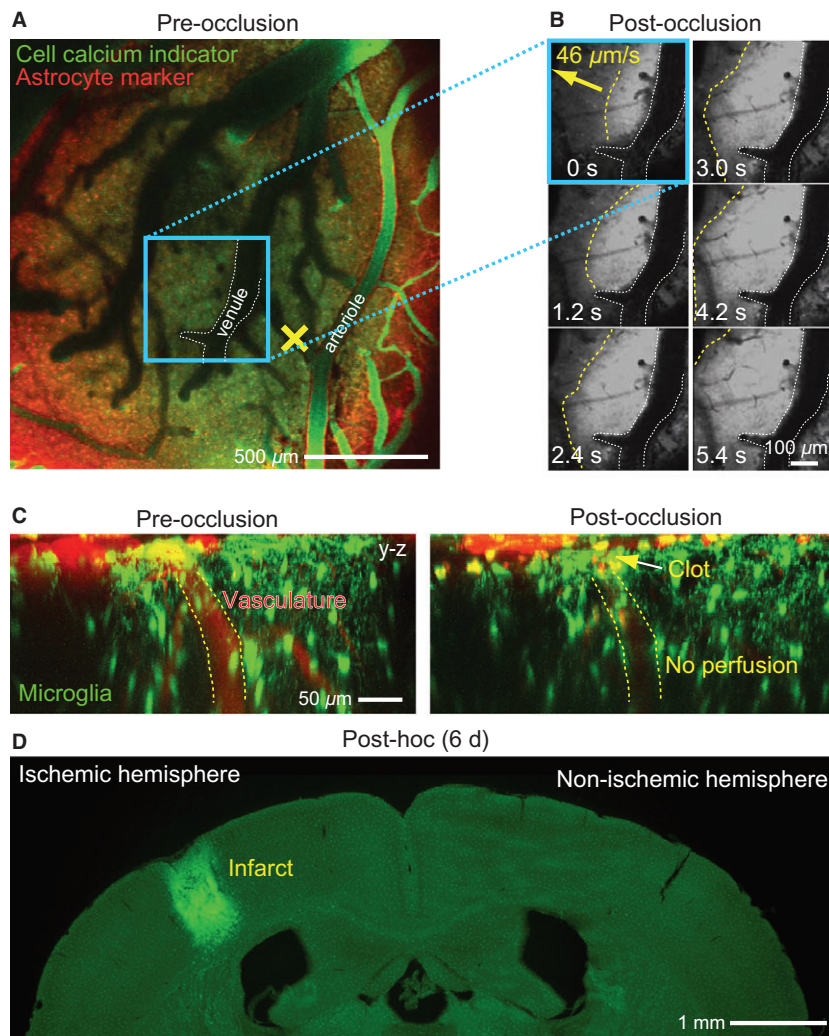 A
Pre-occlusion
Cell calcium indicator
Astrocyte marker
venule
arteriole
500 µm
B
Post-occlusion
46 µm/s
0 s
3.0 s
1.2 s
4.2 s
2.4 s
5.4 s
100 µm
C
Pre-occlusion
y-z
Vasculature
Microglia
50 µm
Post-occlusion
Clot
No perfusion
D
Post-hoc (6 d)
Ischemic hemisphere
Non-ischemic hemisphere
Infarct
1 mm